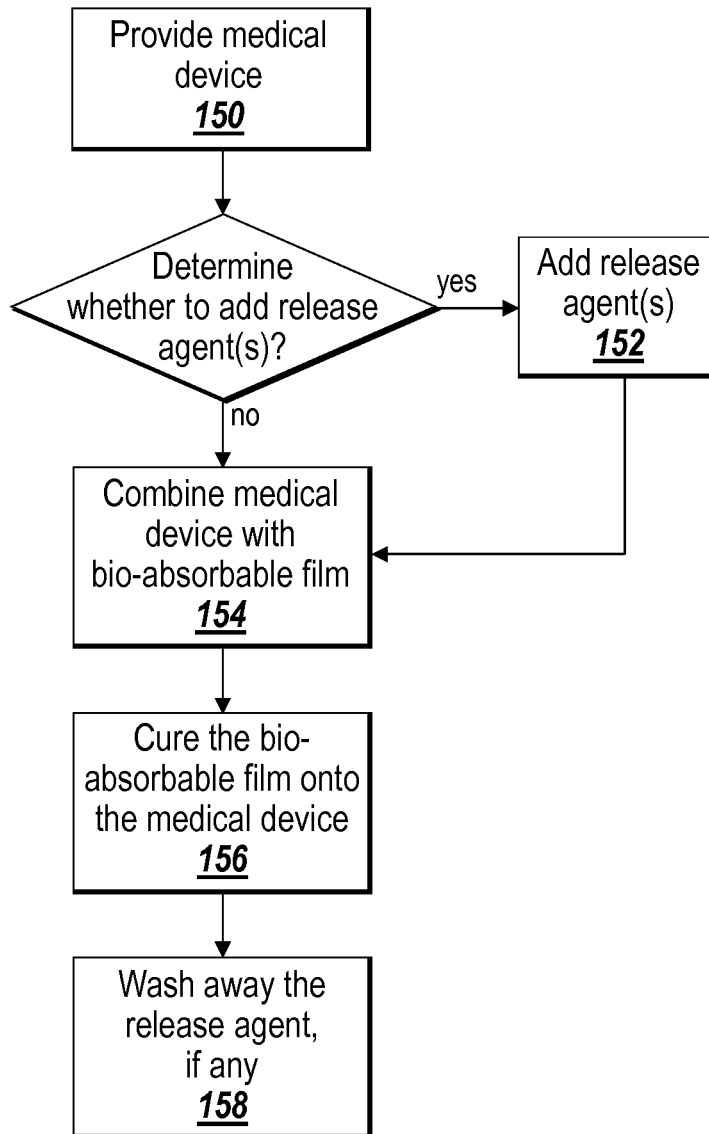 Provide medical
device
150
Determine
whether to add release
agent(s)?
yes
Add release
agent(s)
152
no
Combine medical
device with
bio-absorbable film
154
Cure the bio-
absorbable film onto
the medical device
156
Wash away the
release agent,
if any
158